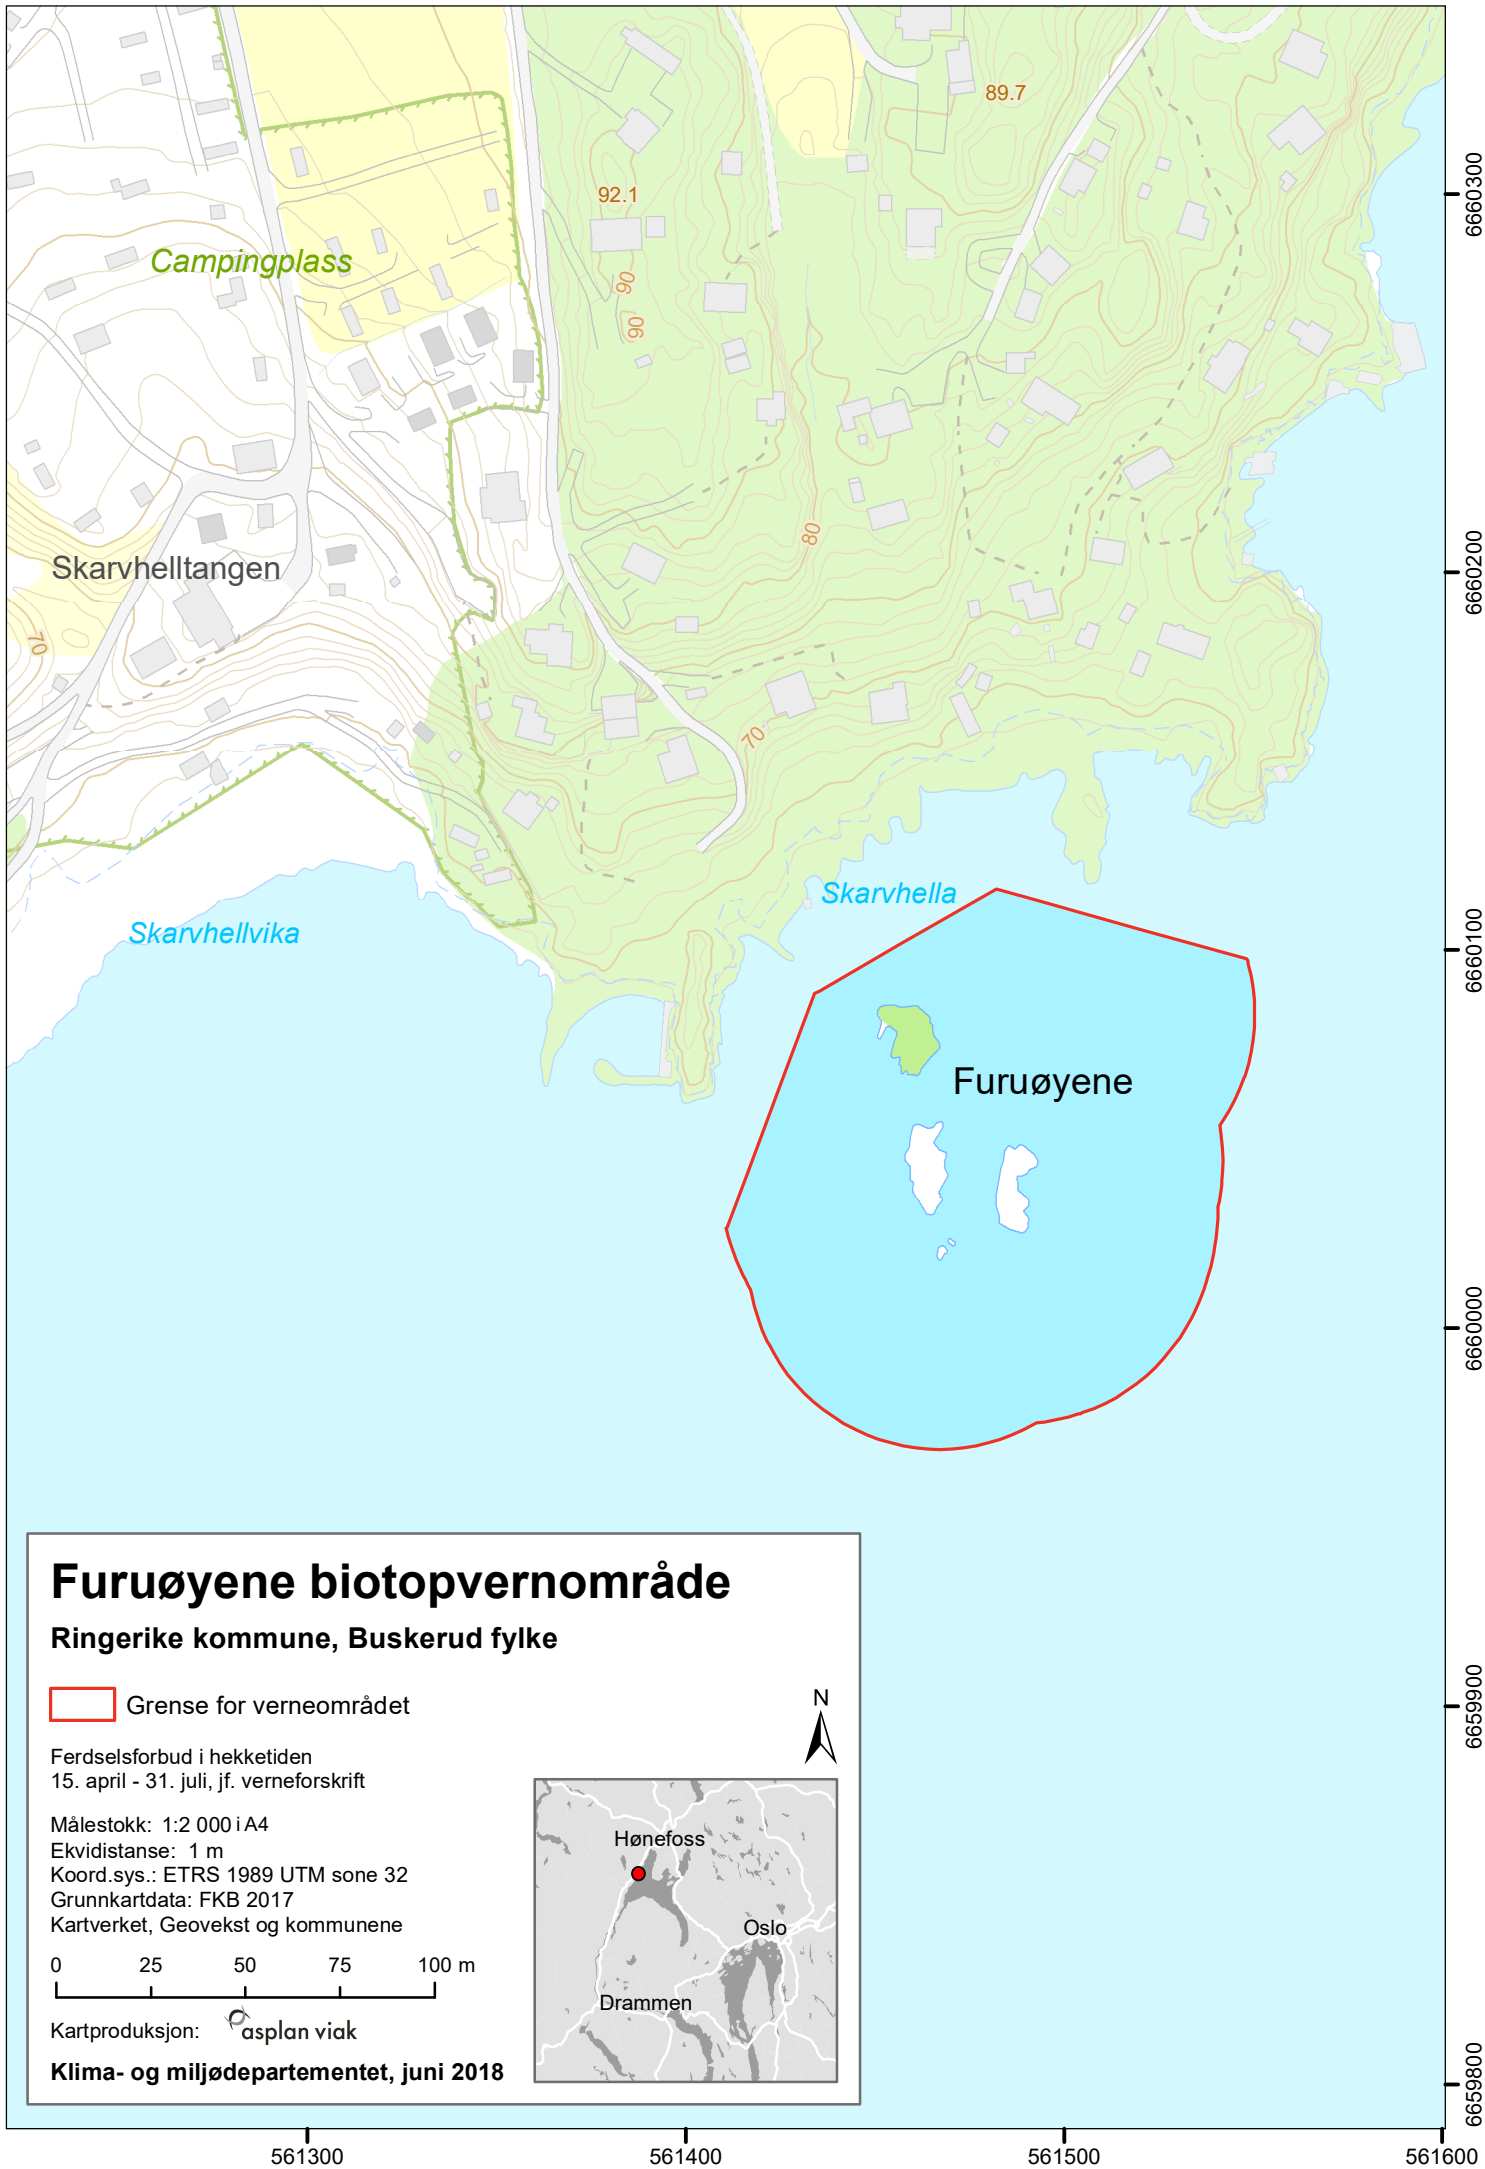 89.7
92.1
Campingplass
90
90
80
Skarvhelltangen
70
70
Skarvhella
Skarvhellvika
Furuøyene
6660300
6660200
6660100
6660000
6659900
6659800
Furuøyene biotopvernområde
Ringerike kommune, Buskerud fylke
Grense for verneområdet
Ferdselsforbud i hekketiden
15. april - 31. juli, jf. verneforskrift
Målestokk: 1:2 000 i A4
Ekvidistanse: 1 m
Koord.sys.: ETRS 1989 UTM sone 32
Grunnkartdata: FKB 2017
Kartverket, Geovekst og kommunene
0 25 50 75 100 m
Kartproduksjon: asplan viak
Klima- og miljødepartementet, juni 2018
N
Hønefoss
Oslo
Drammen
561300 561400 561500 561600